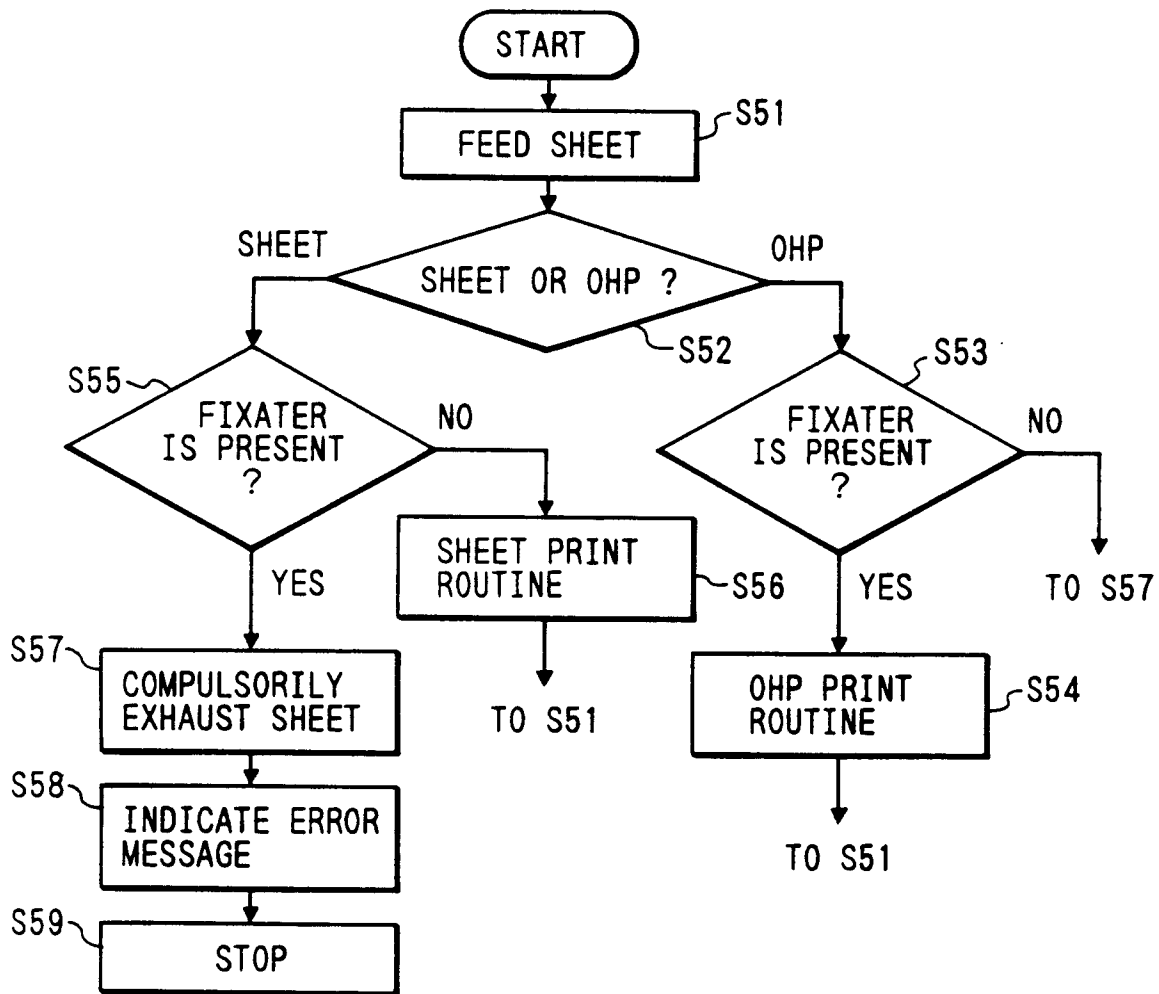 START
FEED SHEET
S51
SHEET
OHP
SHEET OR OHP ?
S52
S55
FIXATER
IS PRESENT
?
NO
YES
S53
FIXATER
IS PRESENT
?
NO
YES
SHEET PRINT
ROUTINE
S56
TO S51
TO S57
S57
COMPULSORILY
EXHAUST SHEET
OHP PRINT
ROUTINE
S54
TO S51
S58
INDICATE ERROR
MESSAGE
S59
STOP